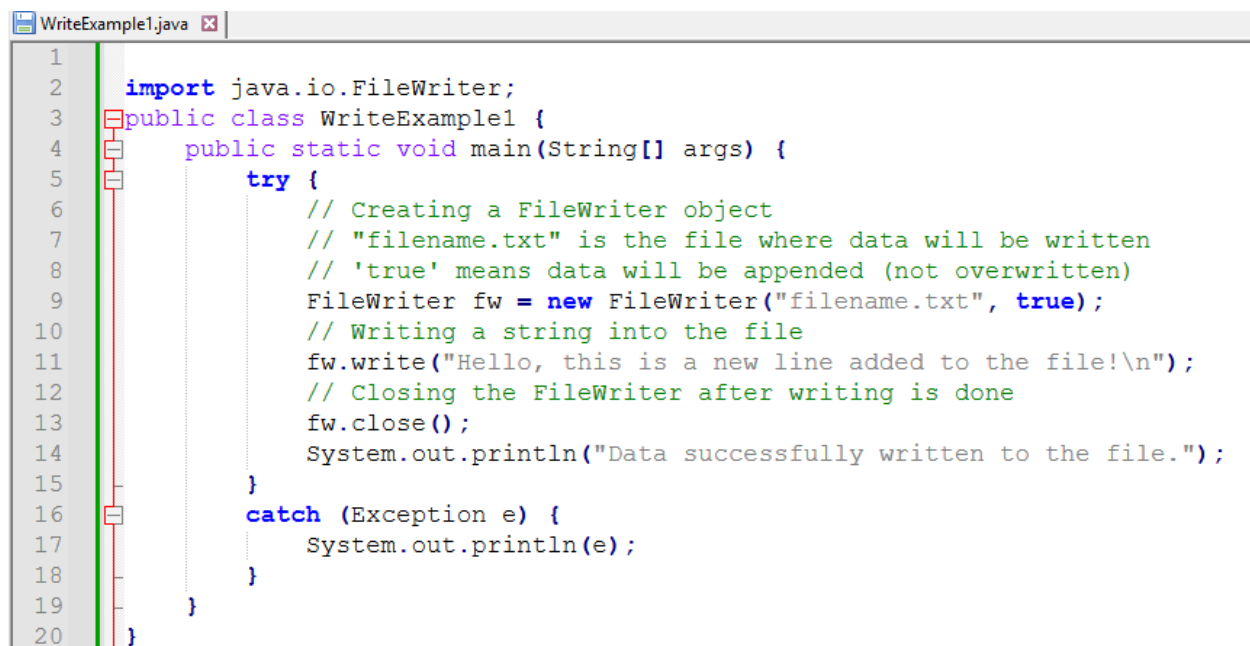 WriteExample1.java
1
2 import java.io.FileWriter;
3 public class WriteExample1 {
4     public static void main(String[] args) {
5         try {
6             // Creating a FileWriter object
7             // "filename.txt" is the file where data will be written
8             // 'true' means data will be appended (not overwritten)
9             FileWriter fw = new FileWriter("filename.txt", true);
10             // Writing a string into the file
11             fw.write("Hello, this is a new line added to the file!\n");
12             // Closing the FileWriter after writing is done
13             fw.close();
14             System.out.println("Data successfully written to the file.");
15         }
16         catch (Exception e) {
17             System.out.println(e);
18         }
19     }
20 }